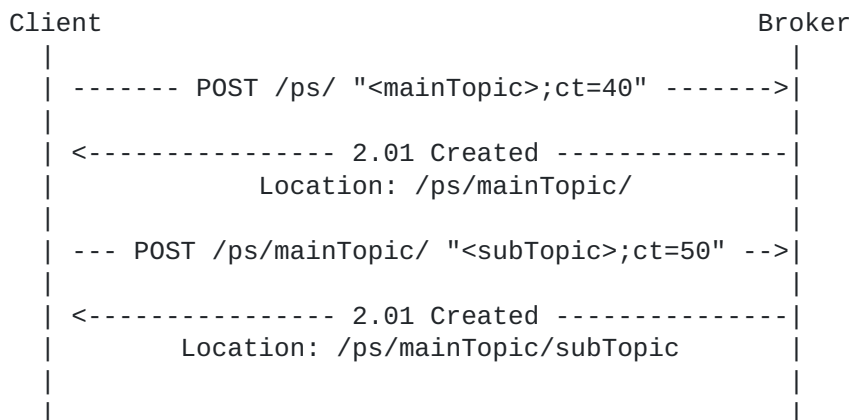 Client Broker
| |
| ------- POST /ps/ "<mainTopic>;ct=40" ------->|
| |
| <---------------- 2.01 Created ---------------|
| Location: /ps/mainTopic/ |
| |
| --- POST /ps/mainTopic/ "<subTopic>;ct=50" -->|
| |
| <---------------- 2.01 Created ---------------|
| Location: /ps/mainTopic/subTopic |
| |
| |